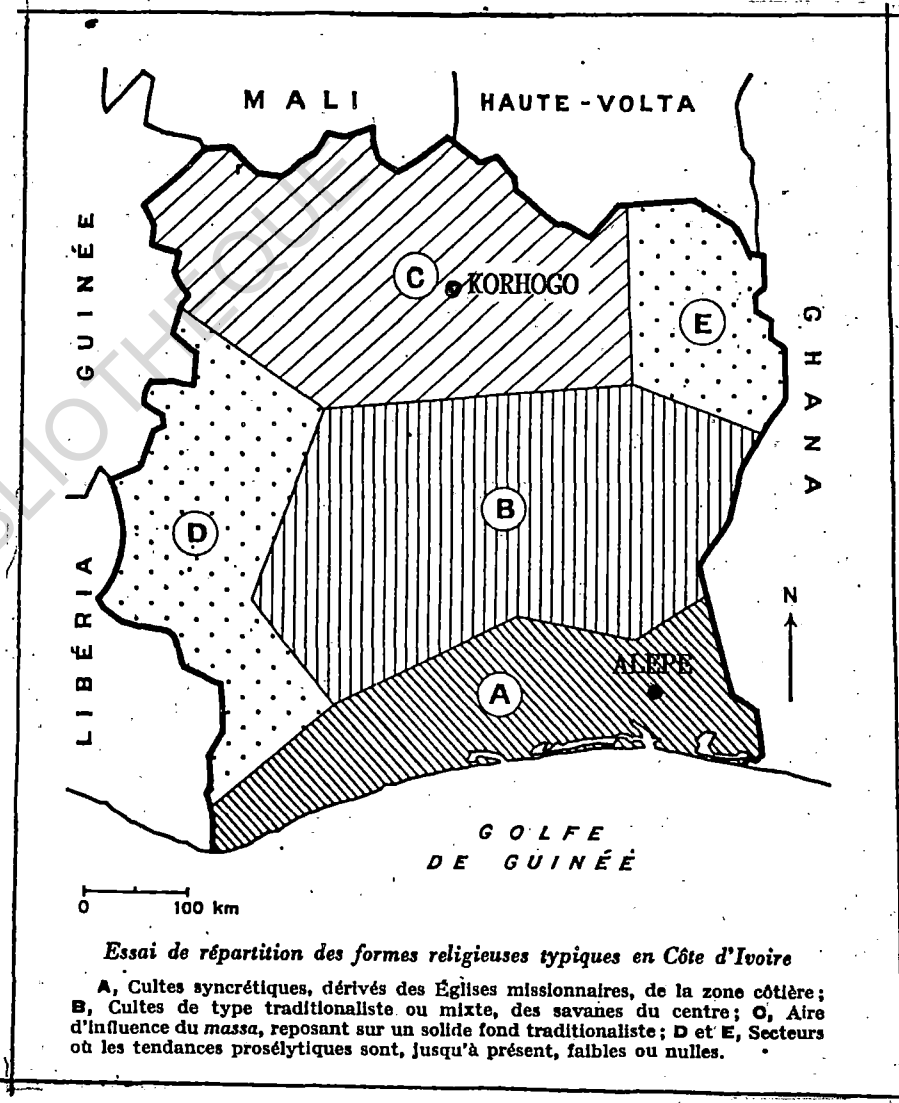 MALI
HAUTE-VOLTA
GUINÉE
C
KORHOGO
E
GHANA
BLIOTHEQUE
B
D
LIBÉRIA
N
ALEPE
A
GOLFE
DE GUINÉÉ
0 100 km
Essai de répartition des formes religieuses typiques en Côte d'Ivoire
A, Cultes syncrétiques, dérivés des Églises missionnaires, de la zone côtière;
B, Cultes de type traditionaliste ou mixte, des savanes du centre; C, Aire
d'influence du massa, reposant sur un solide fond traditionaliste; D et E, Secteurs
où les tendances prosélytiques sont, jusqu'à présent, faibles ou nulles.